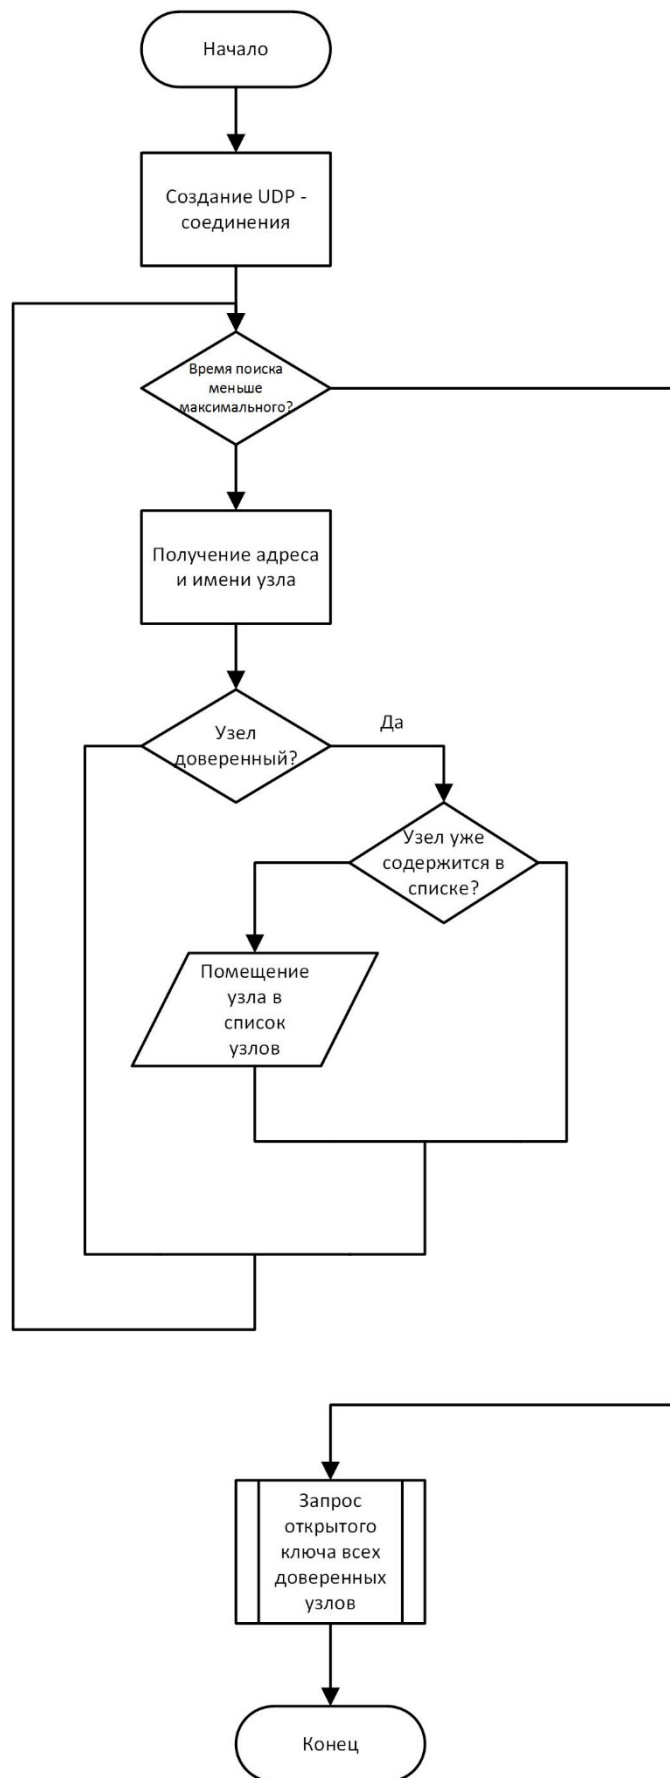 Начало
Создание UDP -
соединения
Время поиска
меньше
максимального?
Получение адреса
и имени узла
Узел
доверенный?
Да
Узел уже
содержится в
списке?
Помещение
узла в
список
узлов
Запрос
открытого
ключа всех
доверенных
узлов
Конец